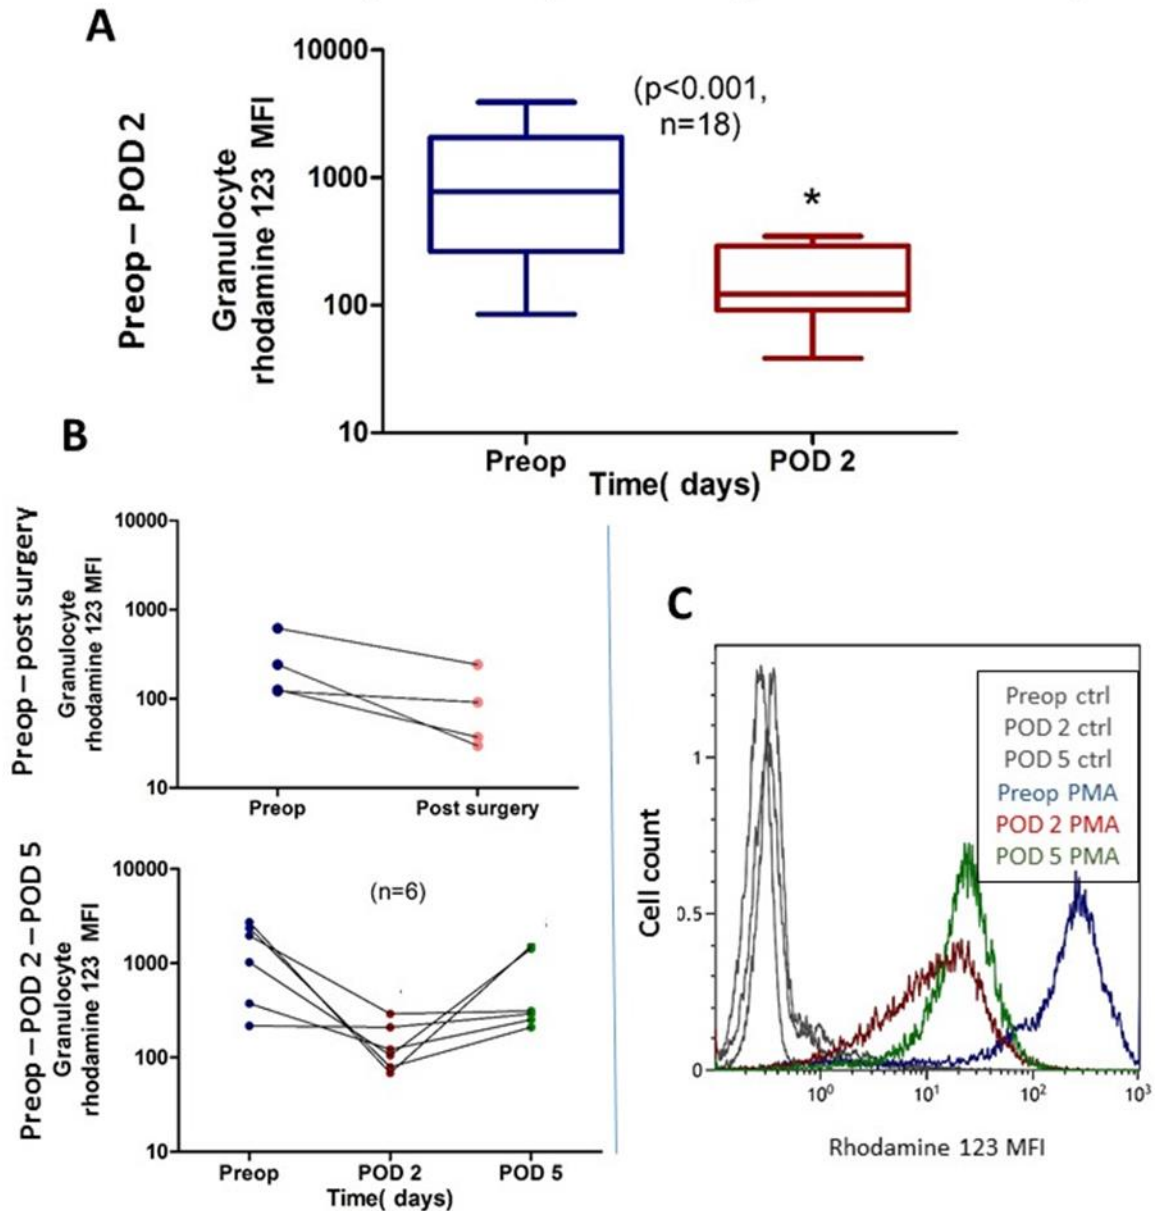 A
Preop – POD 2
Granulocyte
rhodamine 123 MFI
10000
1000
100
10
(p<0.001,
n=18)
*
Preop
POD 2
Time( days)
B
Preop – post surgery
Granulocyte
rhodamine 123 MFI
10000
1000
100
10
Preop
Post surgery
Preop – POD 2 – POD 5
Granulocyte
rhodamine 123 MFI
10000
1000
100
10
(n=6)
Preop
POD 2
POD 5
Time( days)
C
Cell count
1
0.5
0
Preop ctrl
POD 2 ctrl
POD 5 ctrl
Preop PMA
POD 2 PMA
POD 5 PMA
10⁰
10¹
10²
10³
Rhodamine 123 MFI